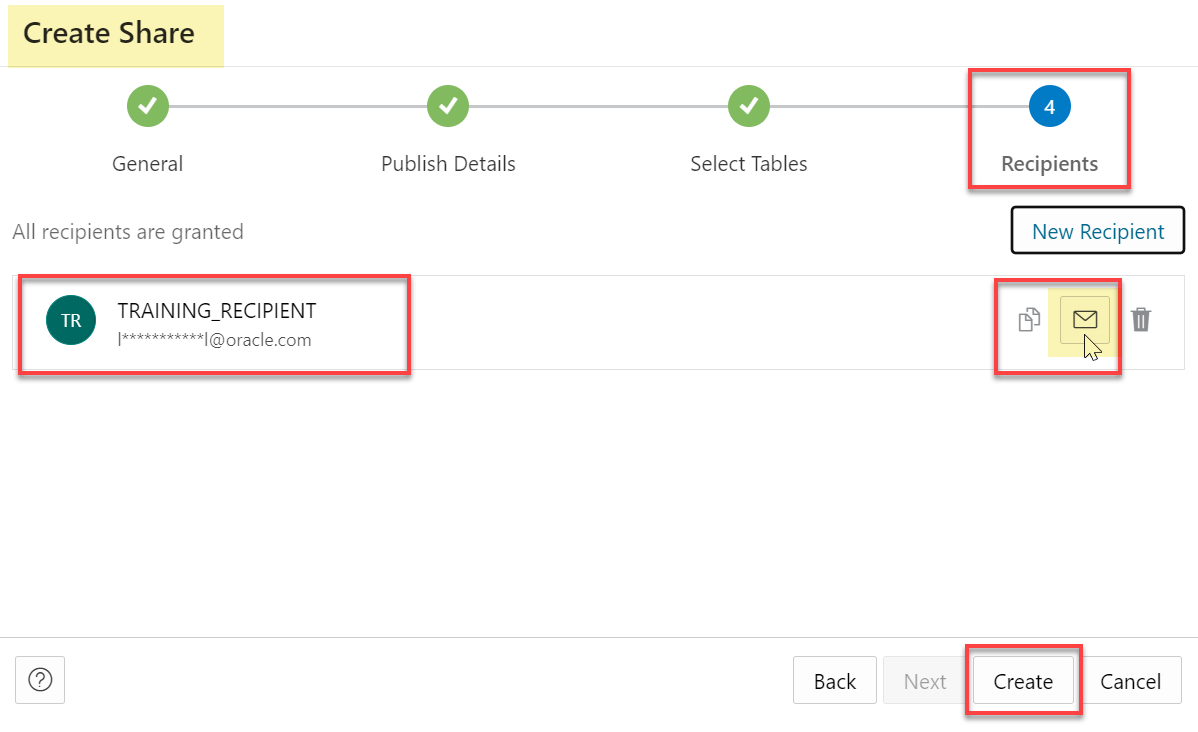 Create Share
4
General
Publish Details
Select Tables
Recipients
All recipients are granted
New Recipient
TR
TRAINING_RECIPIENT
l***********l@oracle.com
?
Back
Next
Create
Cancel